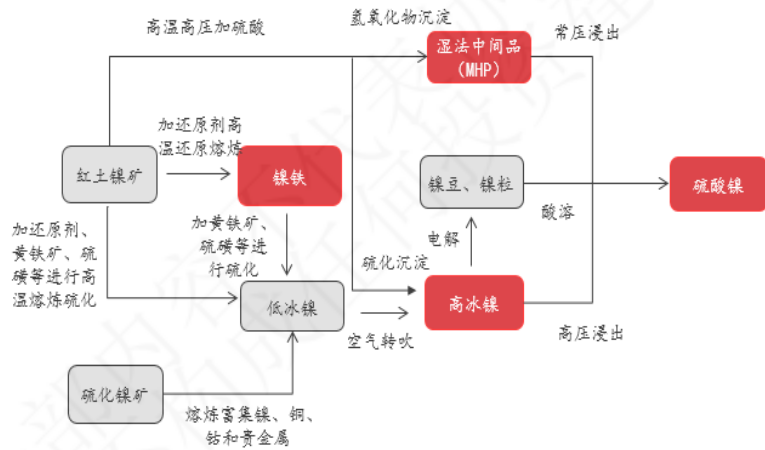 高温高压加硫酸
氢氧化物沉淀
湿法中间品
（MHP）
常压浸出
加还原剂高
温还原熔炼
红土镍矿
镍铁
镍豆、镍粒
硫酸镍
酸溶
加还原剂、
黄铁矿、硫
磺等进行高
温熔炼硫化
加黄铁矿、
硫磺等进
行硫化
电解
硫化沉淀
低冰镍
高冰镍
空气转吹
高压浸出
硫化镍矿
熔炼富集镍、铜、
钴和贵金属